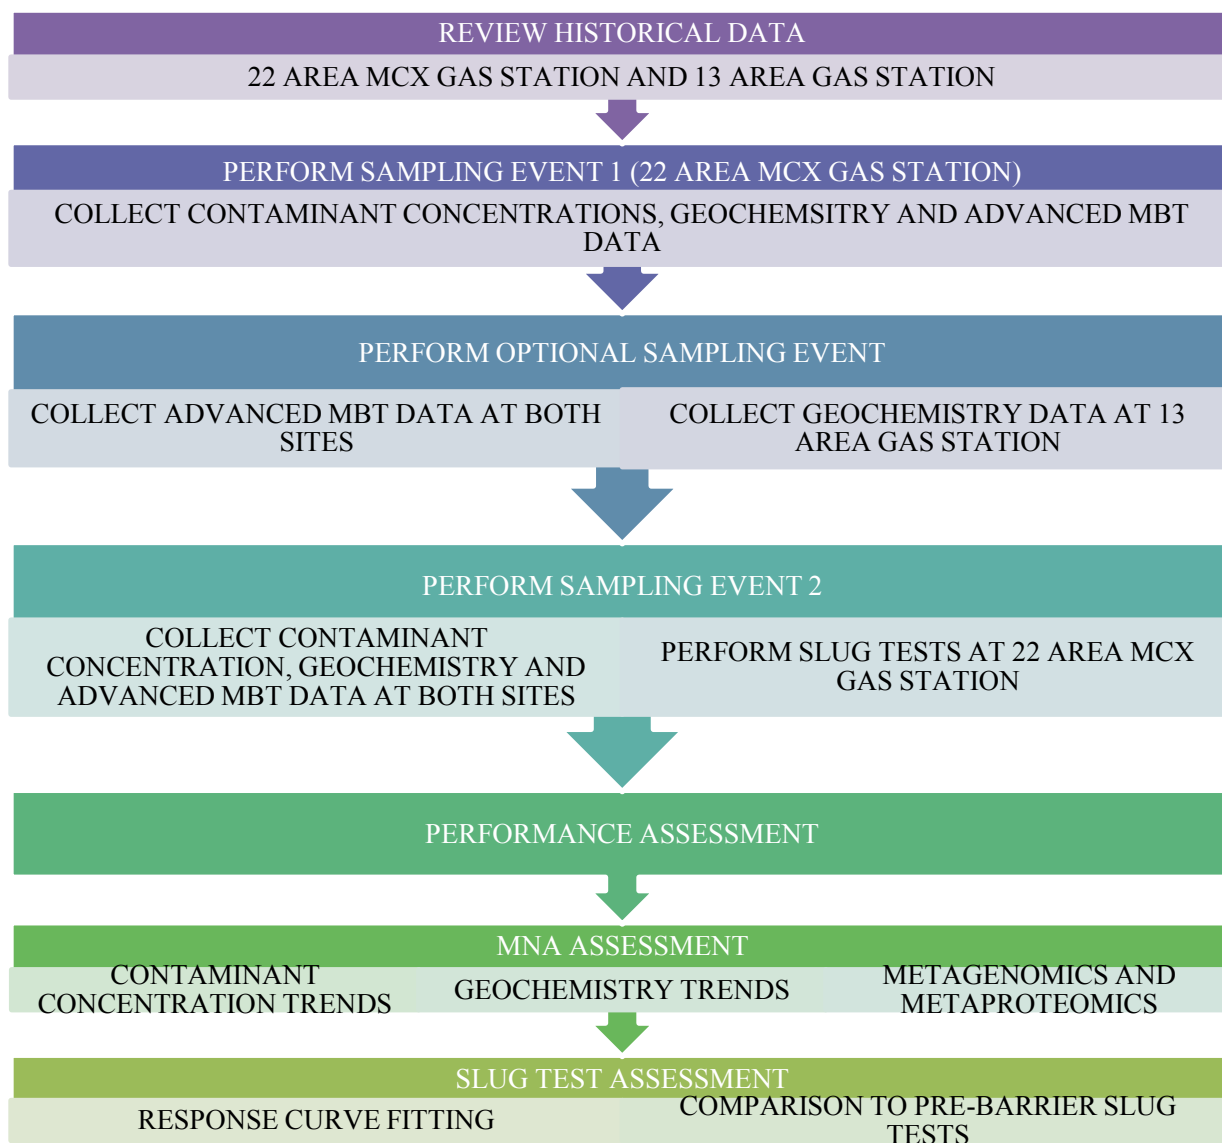 REVIEW HISTORICAL DATA
22 AREA MCX GAS STATION AND 13 AREA GAS STATION
PERFORM SAMPLING EVENT 1 (22 AREA MCX GAS STATION)
COLLECT CONTAMINANT CONCENTRATIONS, GEOCHEMSITRY AND ADVANCED MBT
DATA
PERFORM OPTIONAL SAMPLING EVENT
COLLECT ADVANCED MBT DATA AT BOTH
SITES
COLLECT GEOCHEMISTRY DATA AT 13
AREA GAS STATION
PERFORM SAMPLING EVENT 2
COLLECT CONTAMINANT
CONCENTRATION, GEOCHEMISTRY AND
ADVANCED MBT DATA AT BOTH SITES
PERFORM SLUG TESTS AT 22 AREA MCX
GAS STATION
PERFORMANCE ASSESSMENT
MNA ASSESSMENT
CONTAMINANT
CONCENTRATION TRENDS
GEOCHEMISTRY TRENDS
METAGENOMICS AND
METAPROTEOMICS
SLUG TEST ASSESSMENT
RESPONSE CURVE FITTING
COMPARISON TO PRE-BARRIER SLUG
TESTS